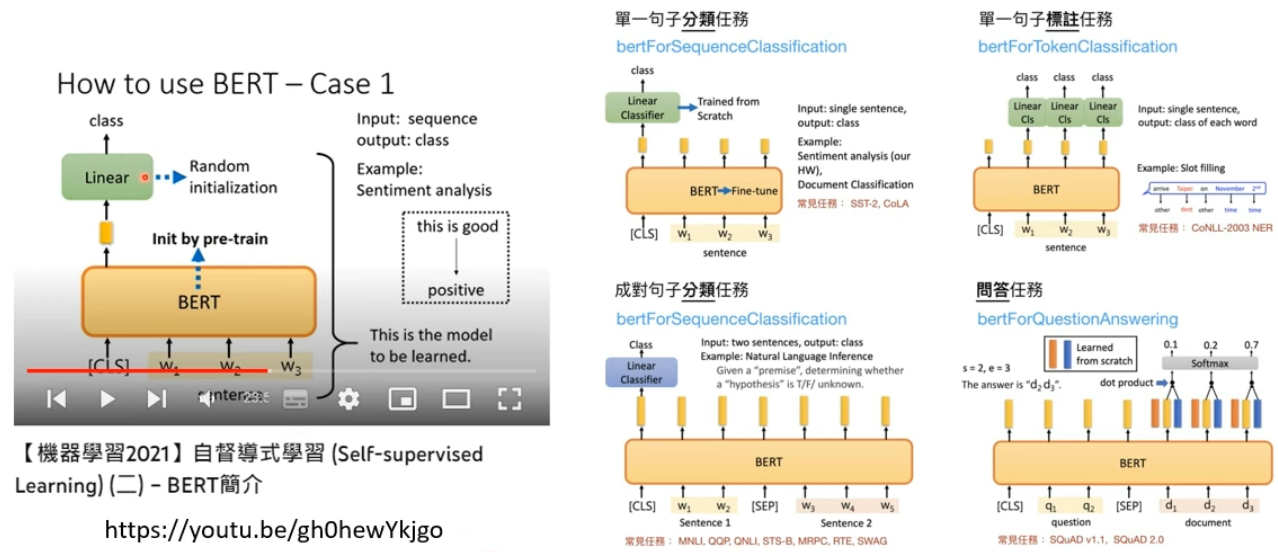 How to use BERT – Case 1
class
Linear
Random
initialization
Init by pre-train
BERT
[CLS]
w1
w2
w3
sentence
Input: sequence
output: class
Example:
Sentiment analysis
this is good
positive
This is the model
to be learned.
【機器學習2021】自督導式學習 (Self-supervised
Learning) (二) – BERT簡介
https://youtu.be/gh0hewYkjgo
單一句子分類任務
bertForSequenceClassification
class
Linear
Classifier
Trained from
Scratch
BERT
Fine-tune
[CLS]
w1
w2
w3
sentence
Input: single sentence,
output: class
Example:
Sentiment analysis (our
HW),
Document Classification
常見任務： SST-2, CoLA
單一句子標註任務
bertForTokenClassification
class class class
Linear Linear Linear
Cls Cls Cls
BERT
[CLS]
w1
w2
w3
sentence
Input: single sentence,
output: class of each word
Example: Slot filling
arrive Taipei on November 2nd
other dest other time time
常見任務： CoNLL-2003 NER
成對句子分類任務
bertForSequenceClassification
Class
Linear
Classifier
Input: two sentences, output: class
Example: Natural Language Inference
Given a "premise", determining whether
a "hypothesis" is T/F/ unknown.
BERT
[CLS] w1 w2 [SEP] w3 w4 w5
Sentence 1 Sentence 2
常見任務： MNLI, QQP, QNLI, STS-B, MRPC, RTE, SWAG
問答任務
bertForQuestionAnswering
Learned
from scratch
0.1 0.2 0.7
Softmax
s = 2, e = 3
The answer is "d2 d3".
dot product
BERT
[CLS] q1 q2 [SEP] d1 d2 d3
question document
常見任務： SQuAD v1.1, SQuAD 2.0